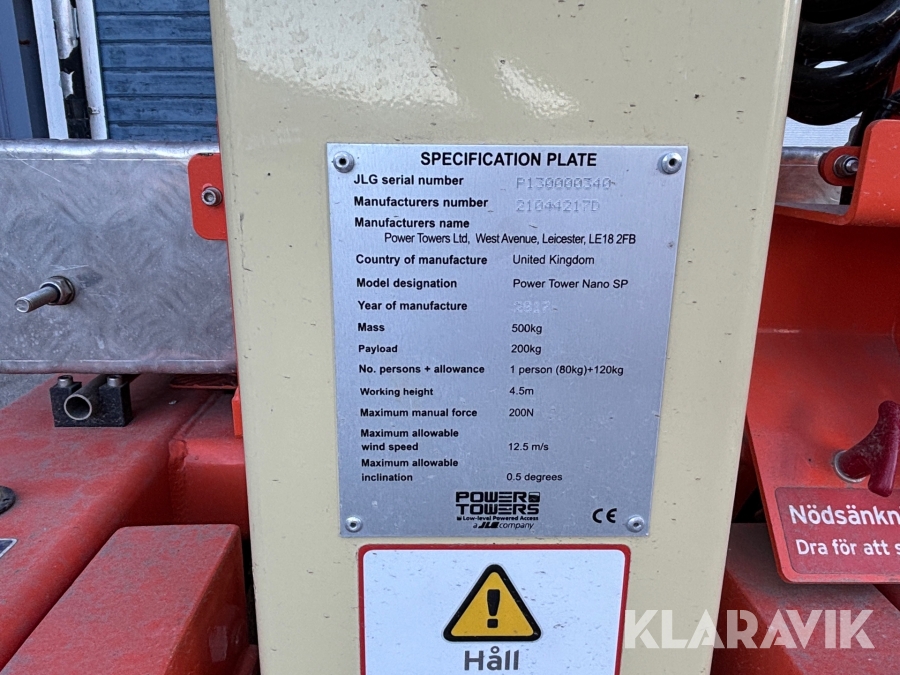 SPECIFICATION PLATE
JLG serial number P130000340
Manufacturers number 21044217D
Manufacturers name
Power Towers Ltd, West Avenue, Leicester, LE18 2FB
Country of manufacture United Kingdom
Model designation Power Tower Nano SP
Year of manufacture 2017
Mass 500kg
Payload 200kg
No. persons + allowance 1 person (80kg)+120kg
Working height 4.5m
Maximum manual force 200N
Maximum allowable
wind speed 12.5 m/s
Maximum allowable
inclination 0.5 degrees
POWER
TOWERS
Low-level Powered Access
a JLG company
CE
Nödsänkn
Dra för att s
Håll
KLARAVIK